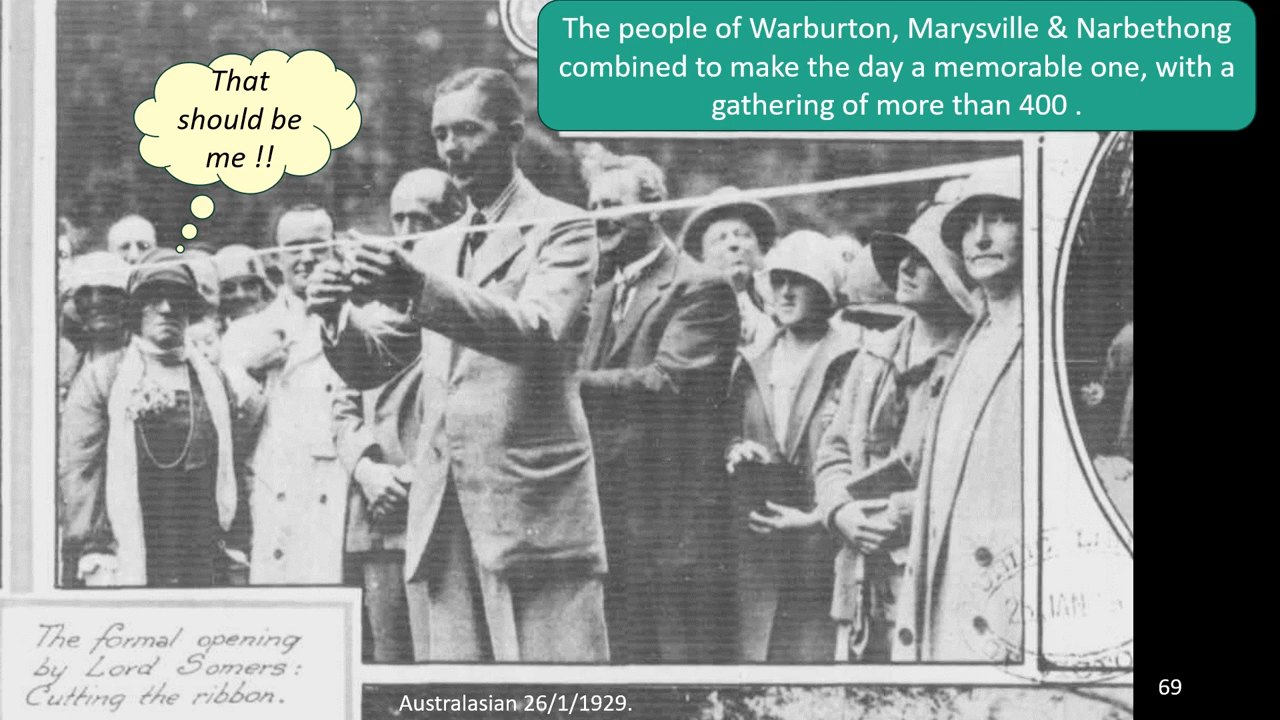 The people of Warburton, Marysville & Narbethong
combined to make the day a memorable one, with a
gathering of more than 400 .
That
should be
me !!
The formal opening
by Lord Somers:
Cutting the ribbon.
Australasian 26/1/1929.
69